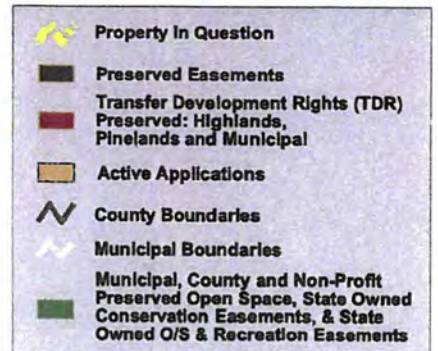 Property In Question
Preserved Easements
Transfer Development Rights (TDR)
Preserved: Highlands,
Pinelands and Municipal
Active Applications
County Boundaries
Municipal Boundaries
Municipal, County and Non-Profit
Preserved Open Space, State Owned
Conservation Easements, & State
Owned O/S & Recreation Easements